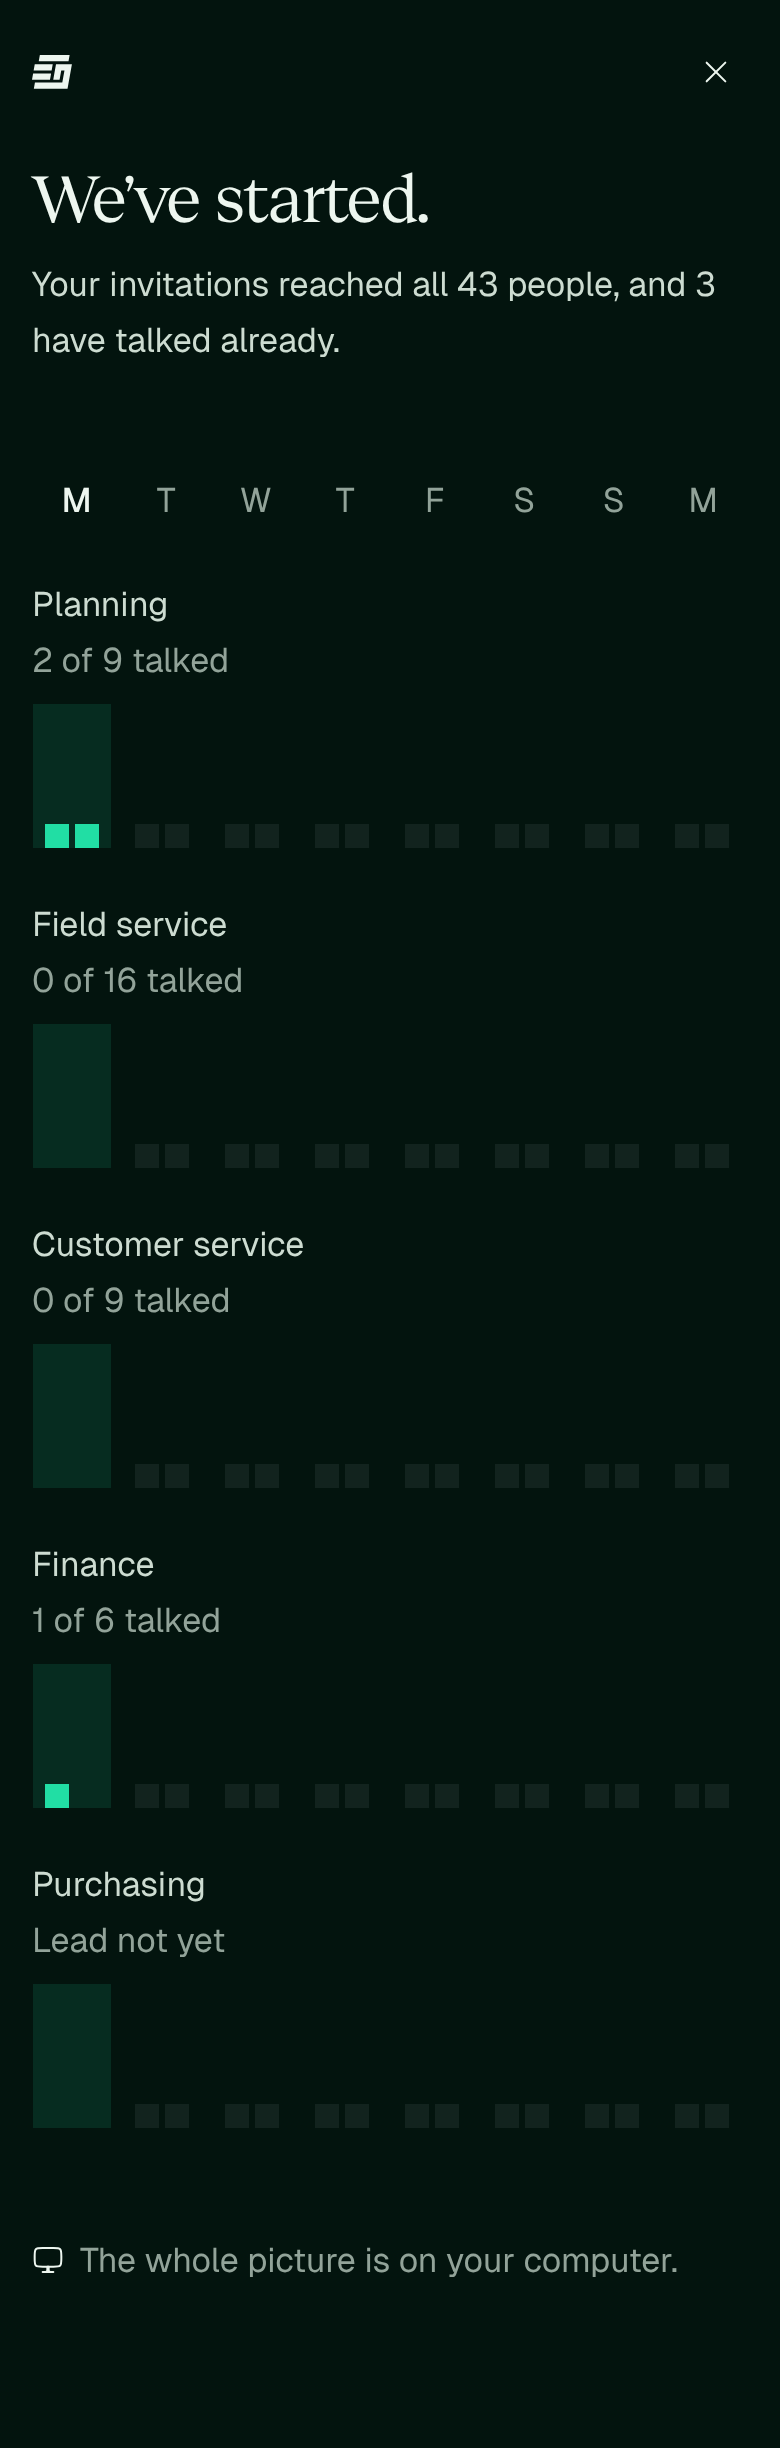 We’ve started.
Your invitations reached all 43 people, and 3
have talked already.
M T W T F S S M
Planning
2 of 9 talked
Field service
0 of 16 talked
Customer service
0 of 9 talked
Finance
1 of 6 talked
Purchasing
Lead not yet
The whole picture is on your computer.